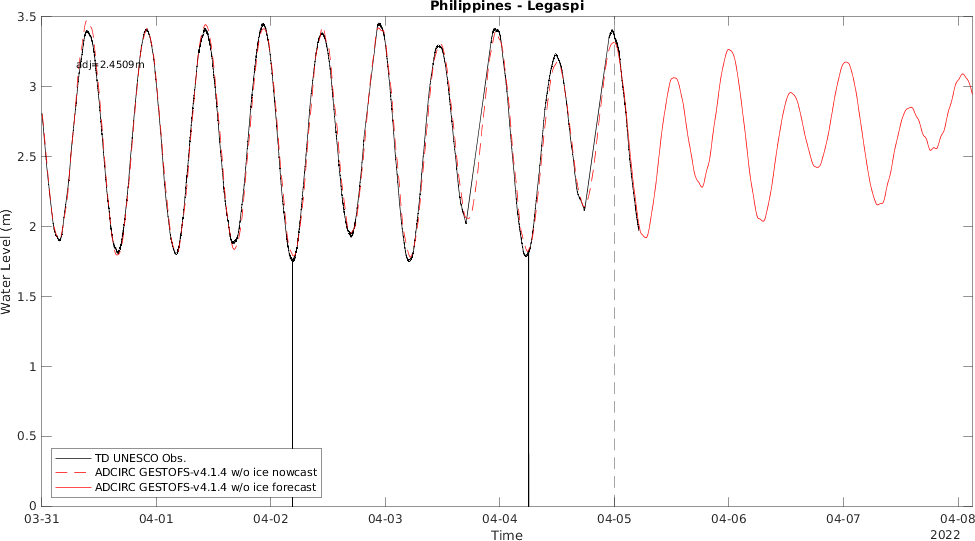 Philippines - Legaspi
3.5
adj=2.4509m
3
2.5
2
1.5
1
0.5
0
Water Level (m)
TD UNESCO Obs.
ADCIRC GESTOFS-v4.1.4 w/o ice nowcast
ADCIRC GESTOFS-v4.1.4 w/o ice forecast
03-31 04-01 04-02 04-03 04-04 04-05 04-06 04-07 04-08
Time
2022